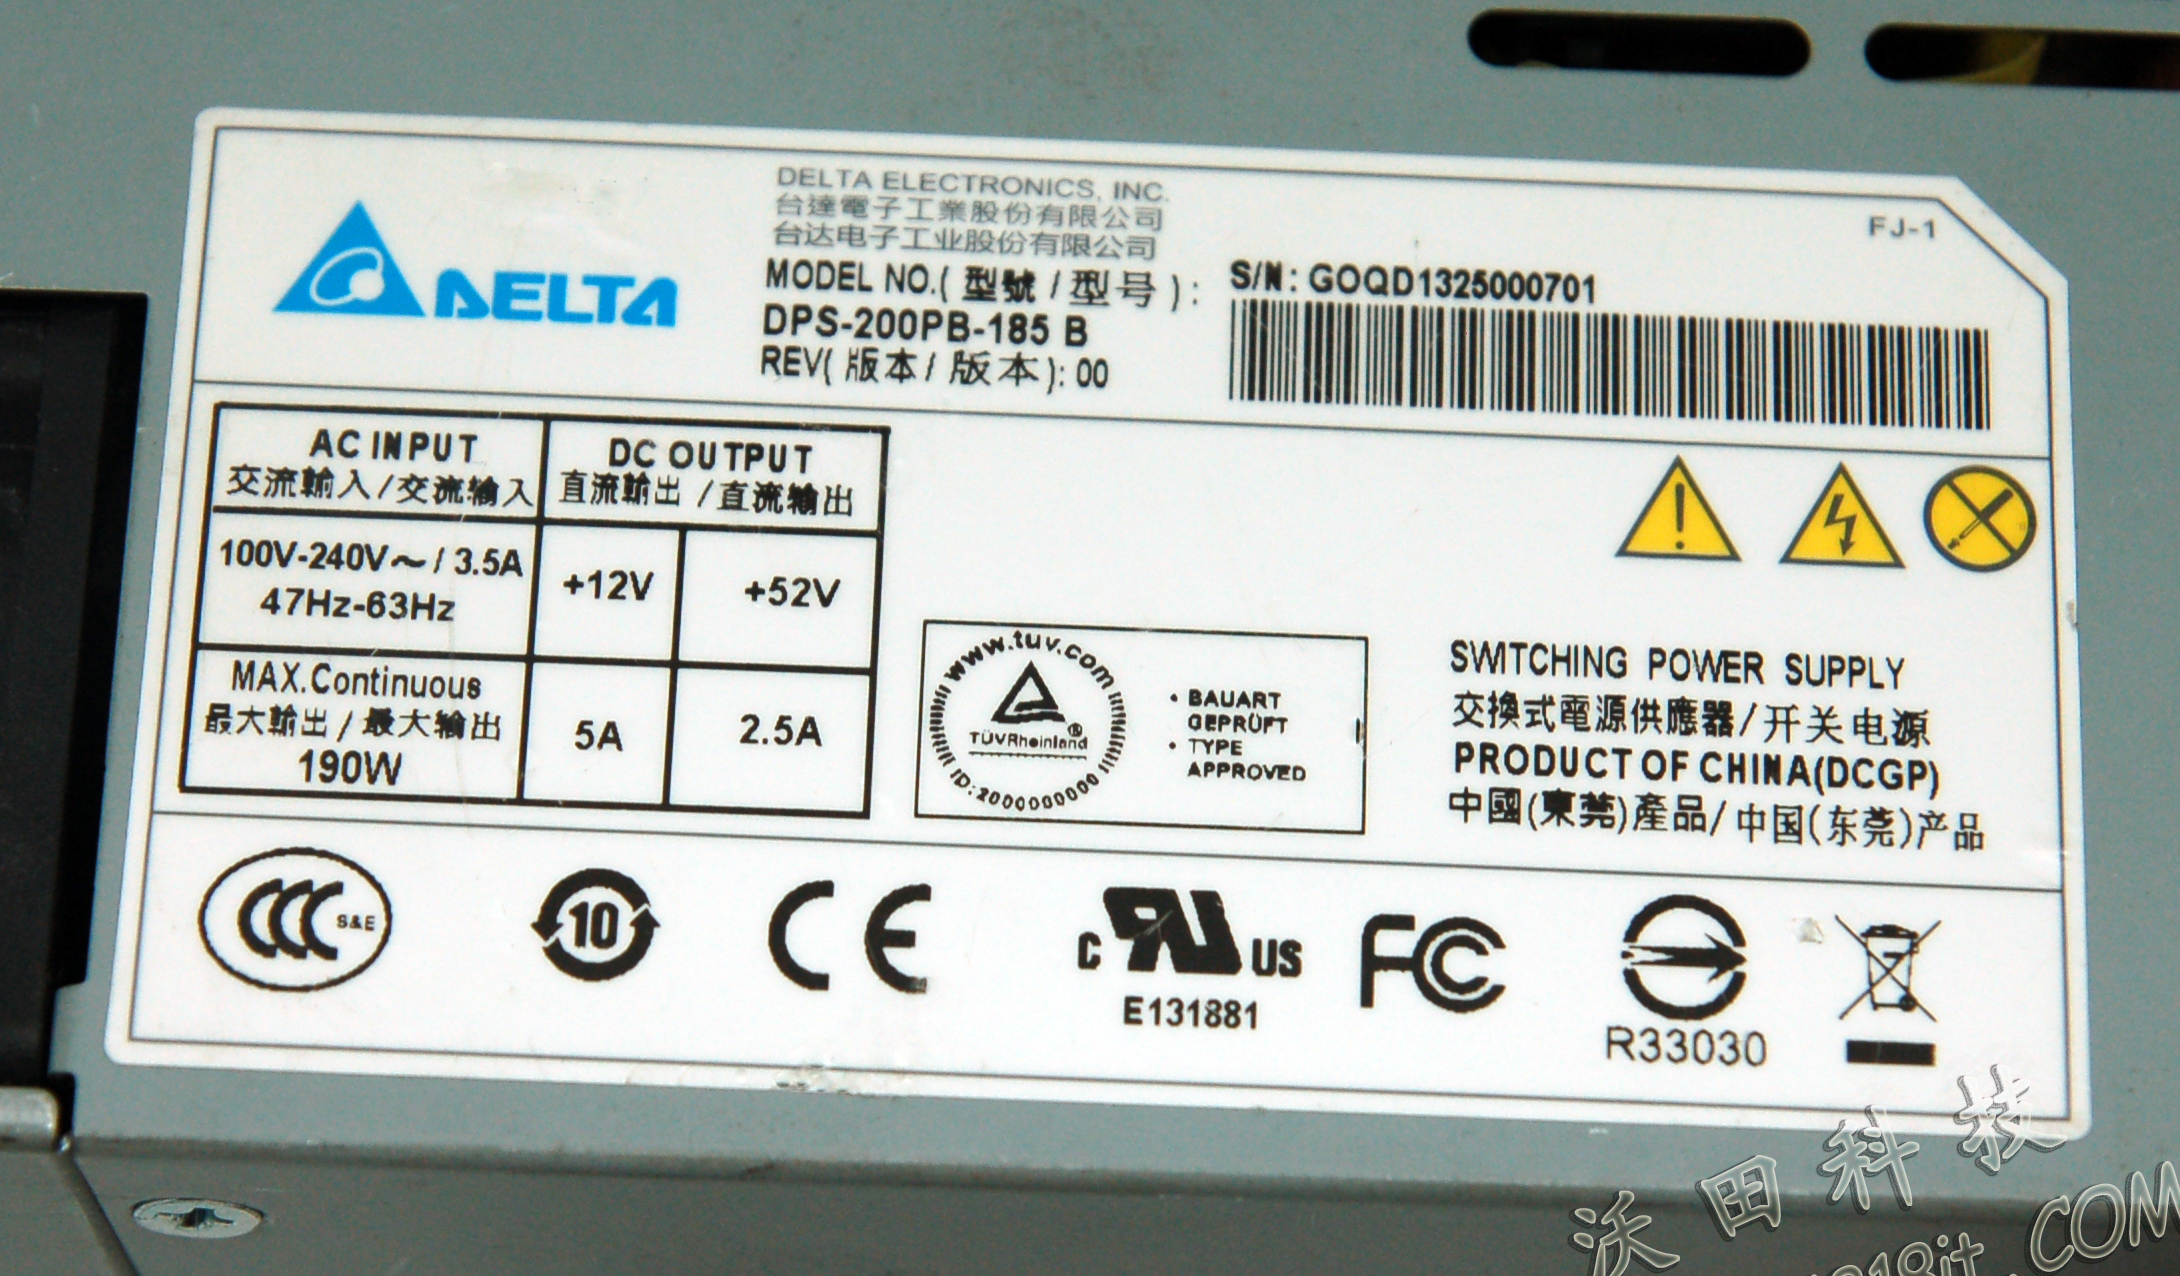 DELTA
DELTA ELECTRONICS, INC.
台達電子工業股份有限公司
台达电子工业股份有限公司
MODEL NO.( 型號 / 型号 ) :
DPS-200PB-185 B
REV( 版本 / 版本 ): 00
FJ-1
S/N: GOQD1325000701
AC INPUT
交流輸入/交流输入
DC OUTPUT
直流輸出 / 直流输出
100V-240V～/ 3.5A
47Hz-63Hz
+12V
+52V
MAX.Continuous
最大輸出 / 最大输出
190W
5A
2.5A
www.tuv.com
TÜVRheinland®
ID:2000000000
• BAUART
GEPRÜFT
• TYPE
APPROVED
SWITCHING POWER SUPPLY
交換式電源供應器/开关电源
PRODUCT OF CHINA(DCGP)
中國(東莞)產品/中国(东莞)产品
CCC S&E
10
CE
C UR US
E131881
FC
R33030
沃田科技
.COM